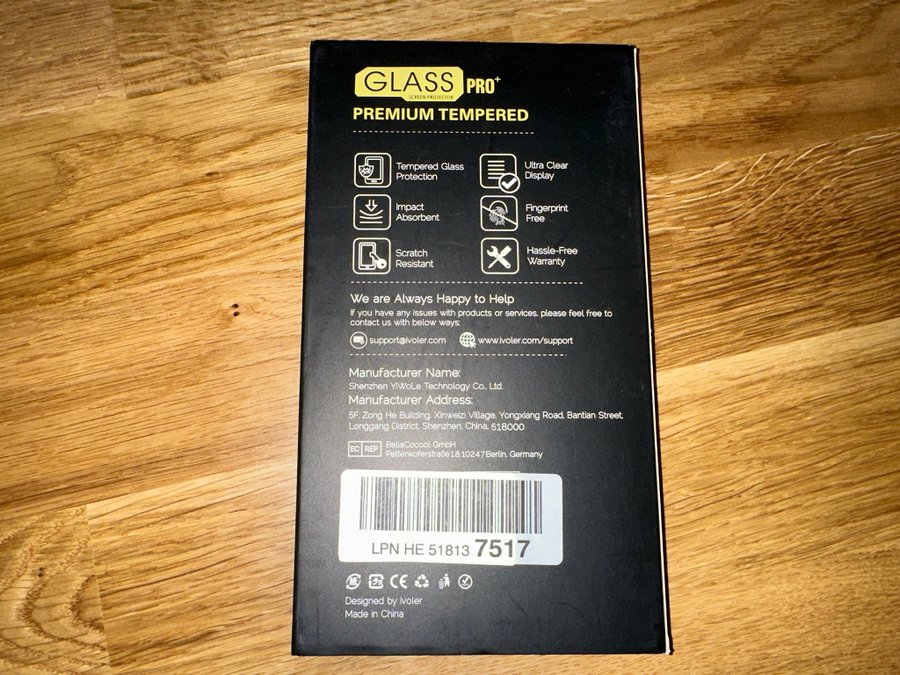 GLASS PRO+
SCREEN PROTECTOR
PREMIUM TEMPERED
Tempered Glass
Protection
Ultra Clear
Display
Impact
Absorbent
Fingerprint
Free
Scratch
Resistant
Hassle-Free
Warranty
We are Always Happy to Help
If you have any issues with products or services, please feel free to
contact us with below ways:
support@ivoler.com www.ivoler.com/support
Manufacturer Name:
Shenzhen YiWoLe Technology Co., Ltd.
Manufacturer Address:
5F, Zong He Building, Xinweizi Village, Yongxiang Road, Bantian Street,
Longgang District, Shenzhen, China, 518000
EC REP
BellaCocool GmbH
Pettenkoferstraße18,10247Berlin, Germany
LPN HE 51813 7517
CE
Designed by ivoler
Made in China